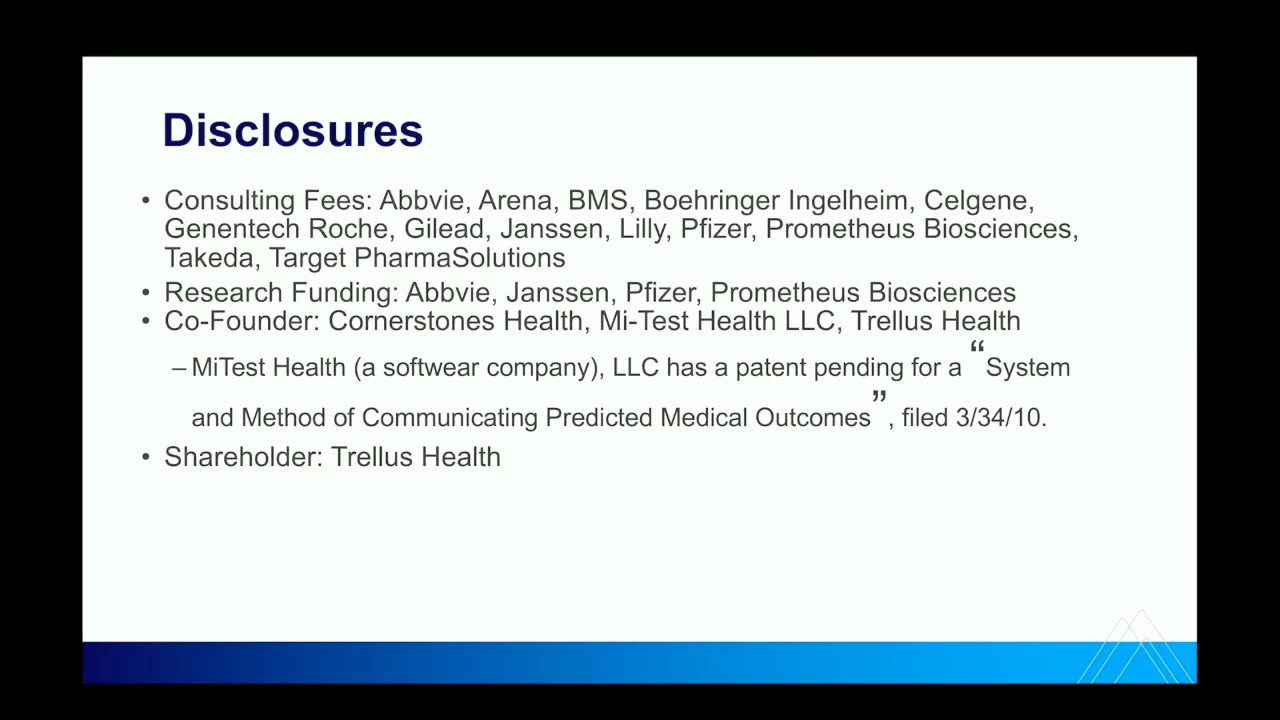 Disclosures
• Consulting Fees: Abbvie, Arena, BMS, Boehringer Ingelheim, Celgene,
Genentech Roche, Gilead, Janssen, Lilly, Pfizer, Prometheus Biosciences,
Takeda, Target PharmaSolutions
• Research Funding: Abbvie, Janssen, Pfizer, Prometheus Biosciences
• Co-Founder: Cornerstones Health, Mi-Test Health LLC, Trellus Health
– MiTest Health (a softwear company), LLC has a patent pending for a “System
and Method of Communicating Predicted Medical Outcomes”, filed 3/34/10.
• Shareholder: Trellus Health